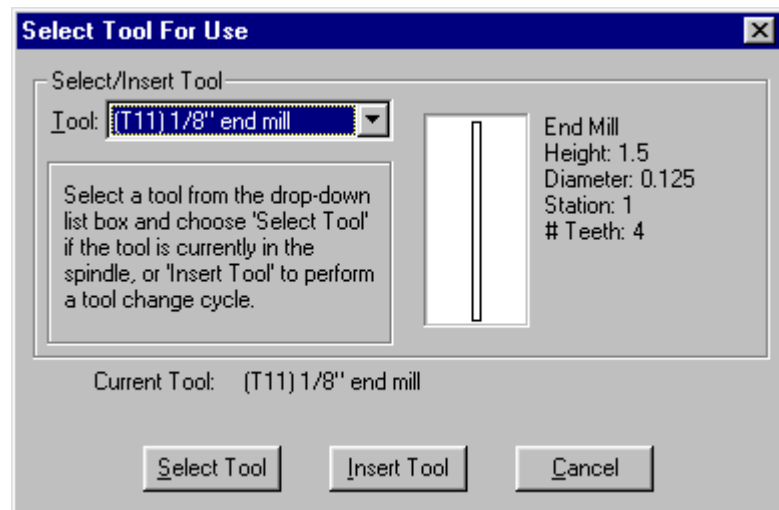 Select Tool For Use
Select/Insert Tool
Tool: (T11) 1/8" end mill
Select a tool from the drop-down
list box and choose 'Select Tool'
if the tool is currently in the
spindle, or 'Insert Tool' to perform
a tool change cycle.
End Mill
Height: 1.5
Diameter: 0.125
Station: 1
# Teeth: 4
Current Tool: (T11) 1/8" end mill
Select Tool
Insert Tool
Cancel